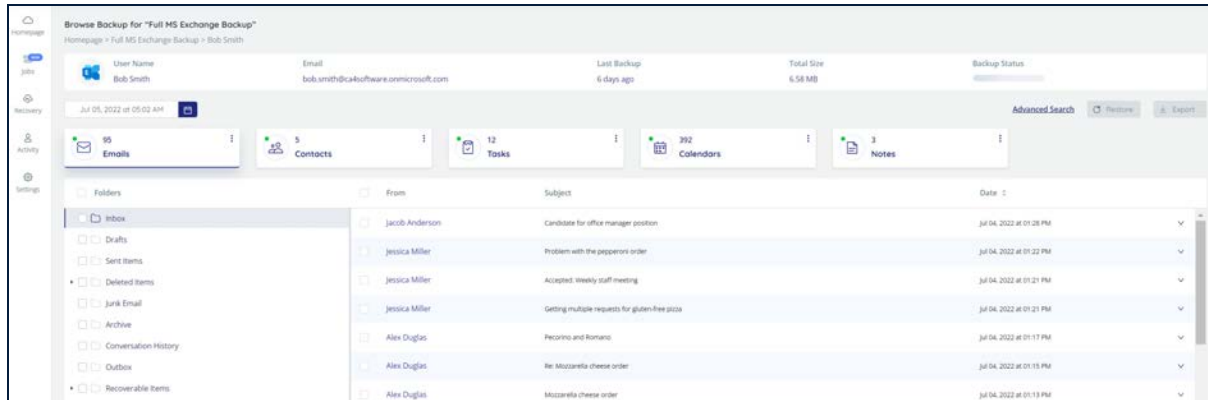 Homepage
Jobs
Recovery
Activity
Settings
Browse Backup for "Full MS Exchange Backup"
Homepage > Full MS Exchange Backup > Bob Smith
User Name
Bob Smith
Email
bob.smith@ca4software.onmicrosoft.com
Last Backup
6 days ago
Total Size
6.58 MB
Backup Status
Jul 05, 2022 at 05:02 AM
Advanced Search
Restore
Export
95
Emails
5
Contacts
12
Tasks
392
Calendars
3
Notes
Folders
Inbox
Drafts
Sent Items
Deleted Items
Junk Email
Archive
Conversation History
Outbox
Recoverable Items
From Subject Date
Jacob Anderson Candidate for office manager position Jul 04, 2022 at 01:28 PM
Jessica Miller Problem with the pepperoni order Jul 04, 2022 at 01:22 PM
Jessica Miller Accepted: Weekly staff meeting Jul 04, 2022 at 01:21 PM
Jessica Miller Getting multiple requests for gluten-free pizza Jul 04, 2022 at 01:21 PM
Alex Duglas Pecorino and Romano Jul 04, 2022 at 01:17 PM
Alex Duglas Re: Mozzarella cheese order Jul 04, 2022 at 01:15 PM
Alex Duglas Mozzarella cheese order Jul 04, 2022 at 01:13 PM